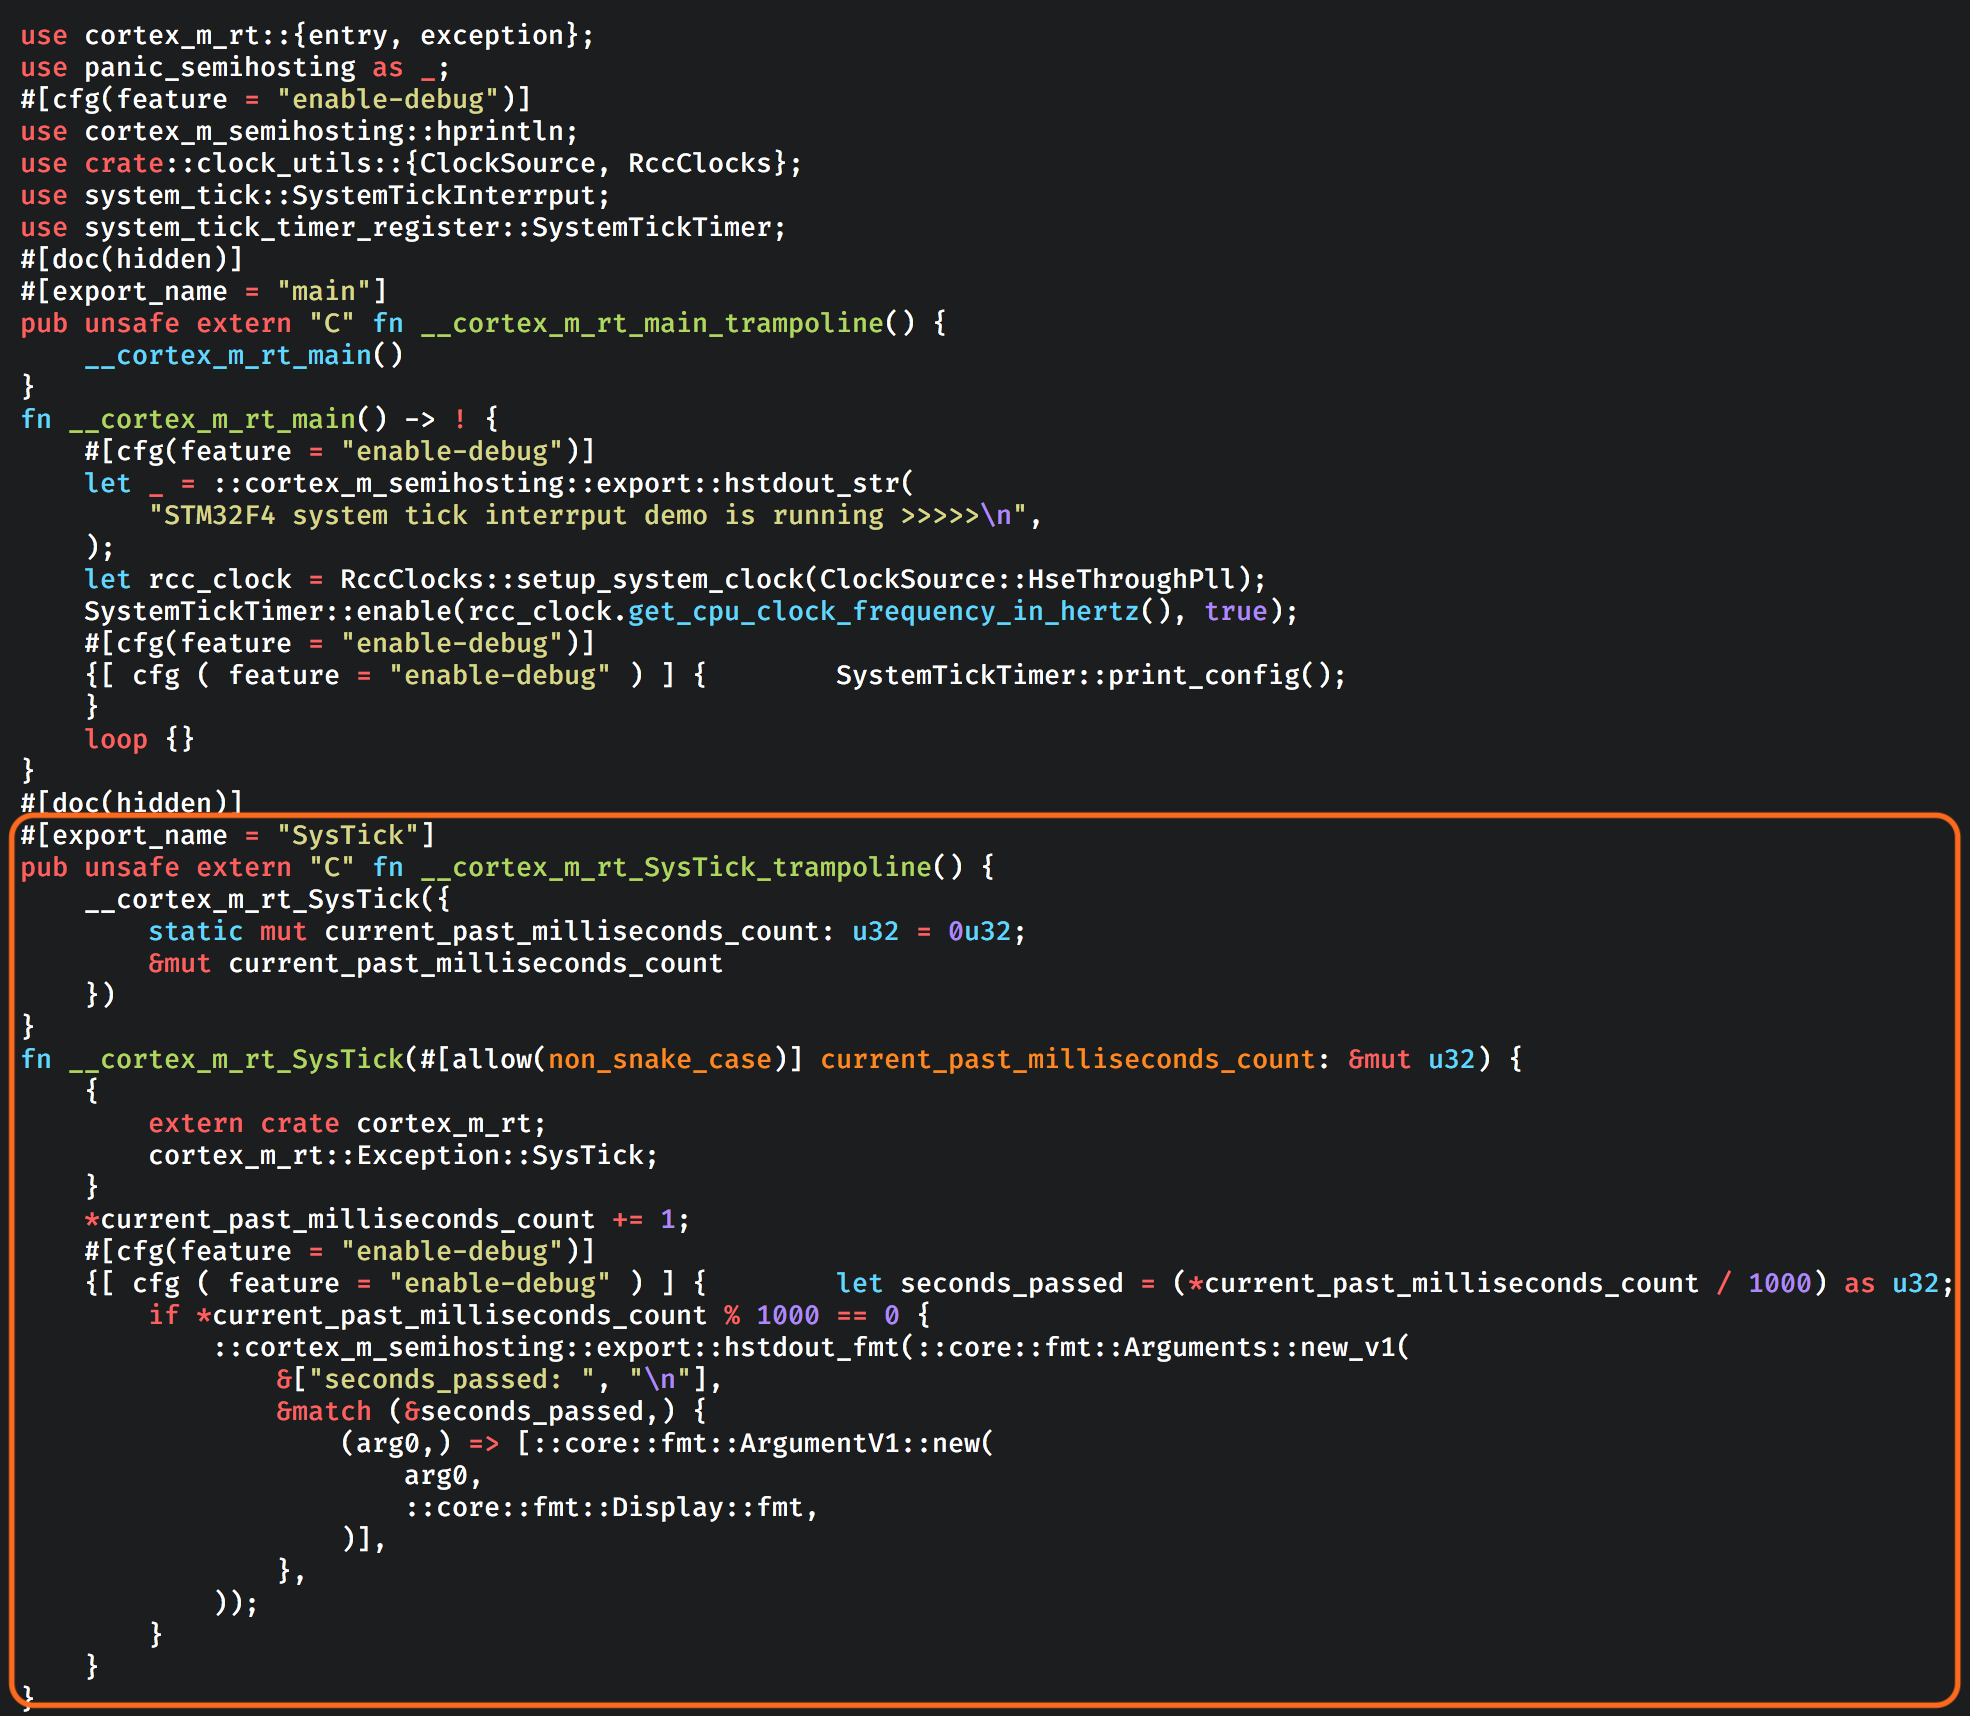 use cortex_m_rt::{entry, exception};
use panic_semihosting as _;
#[cfg(feature = "enable-debug")]
use cortex_m_semihosting::hprintln;
use crate::clock_utils::{ClockSource, RccClocks};
use system_tick::SystemTickInterrput;
use system_tick_timer_register::SystemTickTimer;
#[doc(hidden)]
#[export_name = "main"]
pub unsafe extern "C" fn __cortex_m_rt_main_trampoline() {
    __cortex_m_rt_main()
}
fn __cortex_m_rt_main() -> ! {
    #[cfg(feature = "enable-debug")]
    let _ = ::cortex_m_semihosting::export::hstdout_str(
        "STM32F4 system tick interrput demo is running >>>>>\n",
    );
    let rcc_clock = RccClocks::setup_system_clock(ClockSource::HseThroughPll);
    SystemTickTimer::enable(rcc_clock.get_cpu_clock_frequency_in_hertz(), true);
    #[cfg(feature = "enable-debug")]
    {[ cfg ( feature = "enable-debug" ) ] {        SystemTickTimer::print_config();
    }
    loop {}
}
#[doc(hidden)]
#[export_name = "SysTick"]
pub unsafe extern "C" fn __cortex_m_rt_SysTick_trampoline() {
    __cortex_m_rt_SysTick({
        static mut current_past_milliseconds_count: u32 = 0u32;
        &mut current_past_milliseconds_count
    })
}
fn __cortex_m_rt_SysTick(#[allow(non_snake_case)] current_past_milliseconds_count: &mut u32) {
    {
        extern crate cortex_m_rt;
        cortex_m_rt::Exception::SysTick;
    }
    *current_past_milliseconds_count += 1;
    #[cfg(feature = "enable-debug")]
    {[ cfg ( feature = "enable-debug" ) ] {        let seconds_passed = (*current_past_milliseconds_count / 1000) as u32;
        if *current_past_milliseconds_count % 1000 == 0 {
            ::cortex_m_semihosting::export::hstdout_fmt(::core::fmt::Arguments::new_v1(
                &["seconds_passed: ", "\n"],
                &match (&seconds_passed,) {
                    (arg0,) => [::core::fmt::ArgumentV1::new(
                        arg0,
                        ::core::fmt::Display::fmt,
                    )],
                },
            ));
        }
    }
}